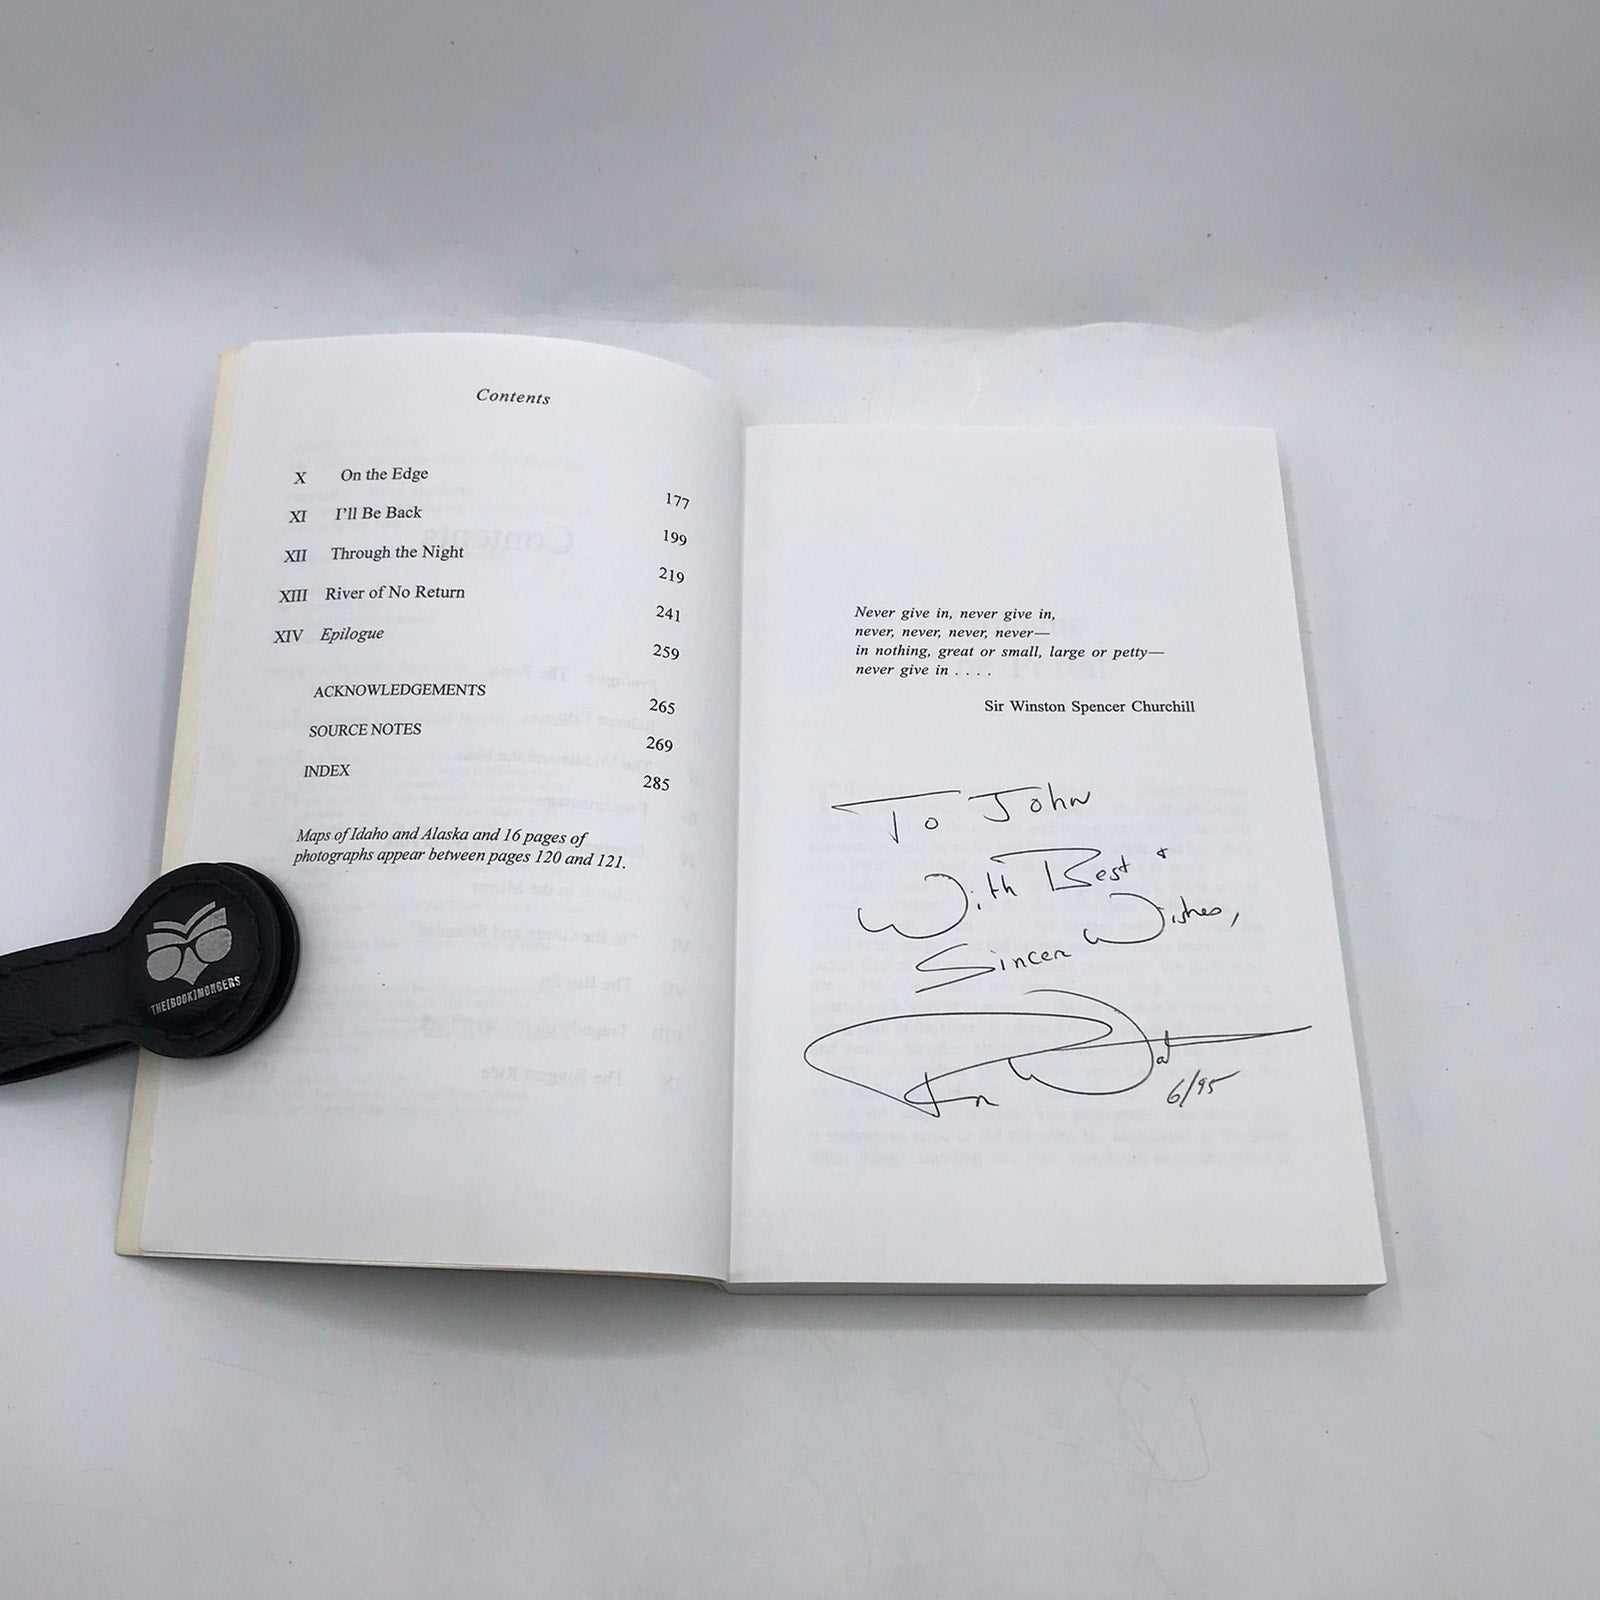 Contents
X On the Edge 177
XI I'll Be Back 199
XII Through the Night 219
XIII River of No Return 241
XIV Epilogue 259
ACKNOWLEDGEMENTS 265
SOURCE NOTES 269
INDEX 285
Maps of Idaho and Alaska and 16 pages of
photographs appear between pages 120 and 121.
THE[BOOK]MONGERS
Never give in, never give in,
never, never, never, never—
in nothing, great or small, large or petty—
never give in . . . .
Sir Winston Spencer Churchill
To John
With Best +
Sincere Wishes,
Ron
6/95